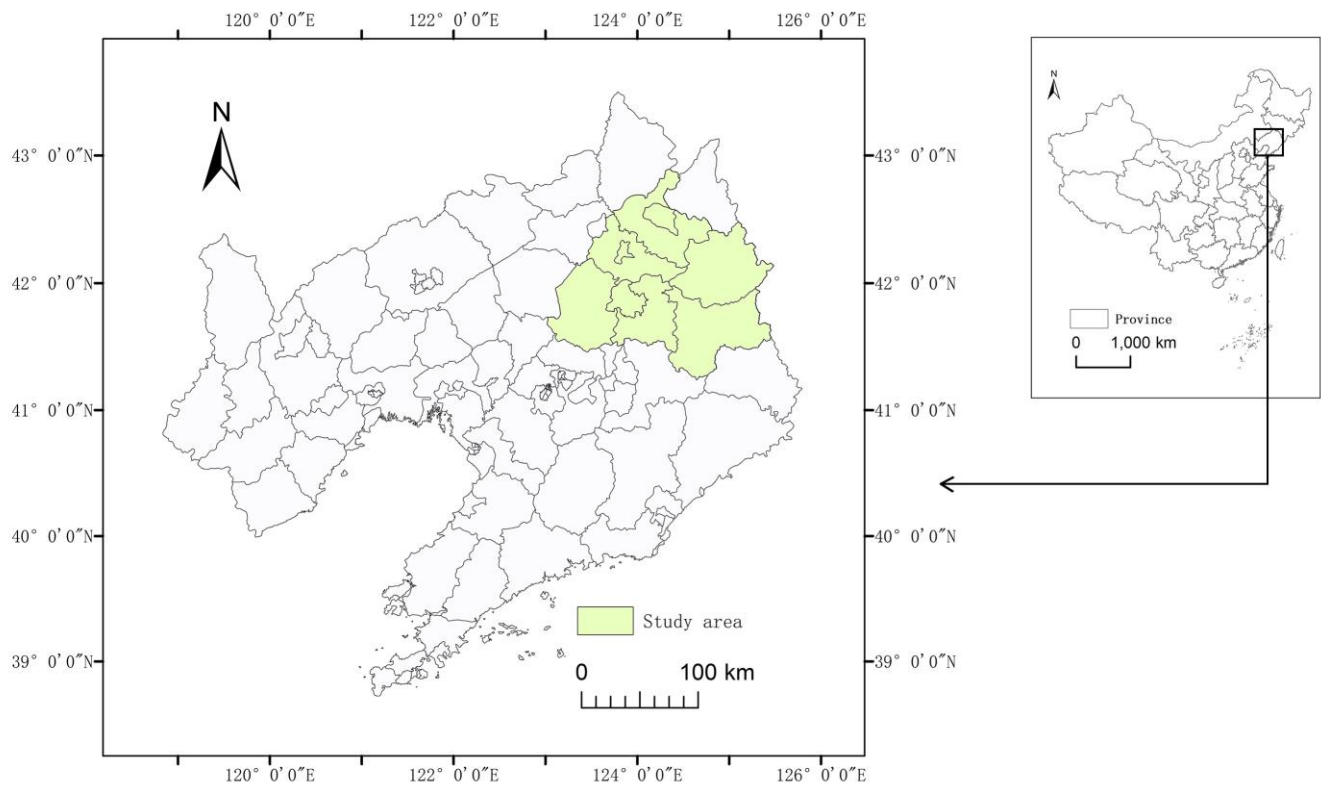 120° 0′0″E 122° 0′0″E 124° 0′0″E 126° 0′0″E
N
N
43° 0′0″N 43° 0′0″N
42° 0′0″N 42° 0′0″N
Province
0 1,000 km
41° 0′0″N 41° 0′0″N
40° 0′0″N 40° 0′0″N
Study area
39° 0′0″N 39° 0′0″N
0 100 km
120° 0′0″E 122° 0′0″E 124° 0′0″E 126° 0′0″E